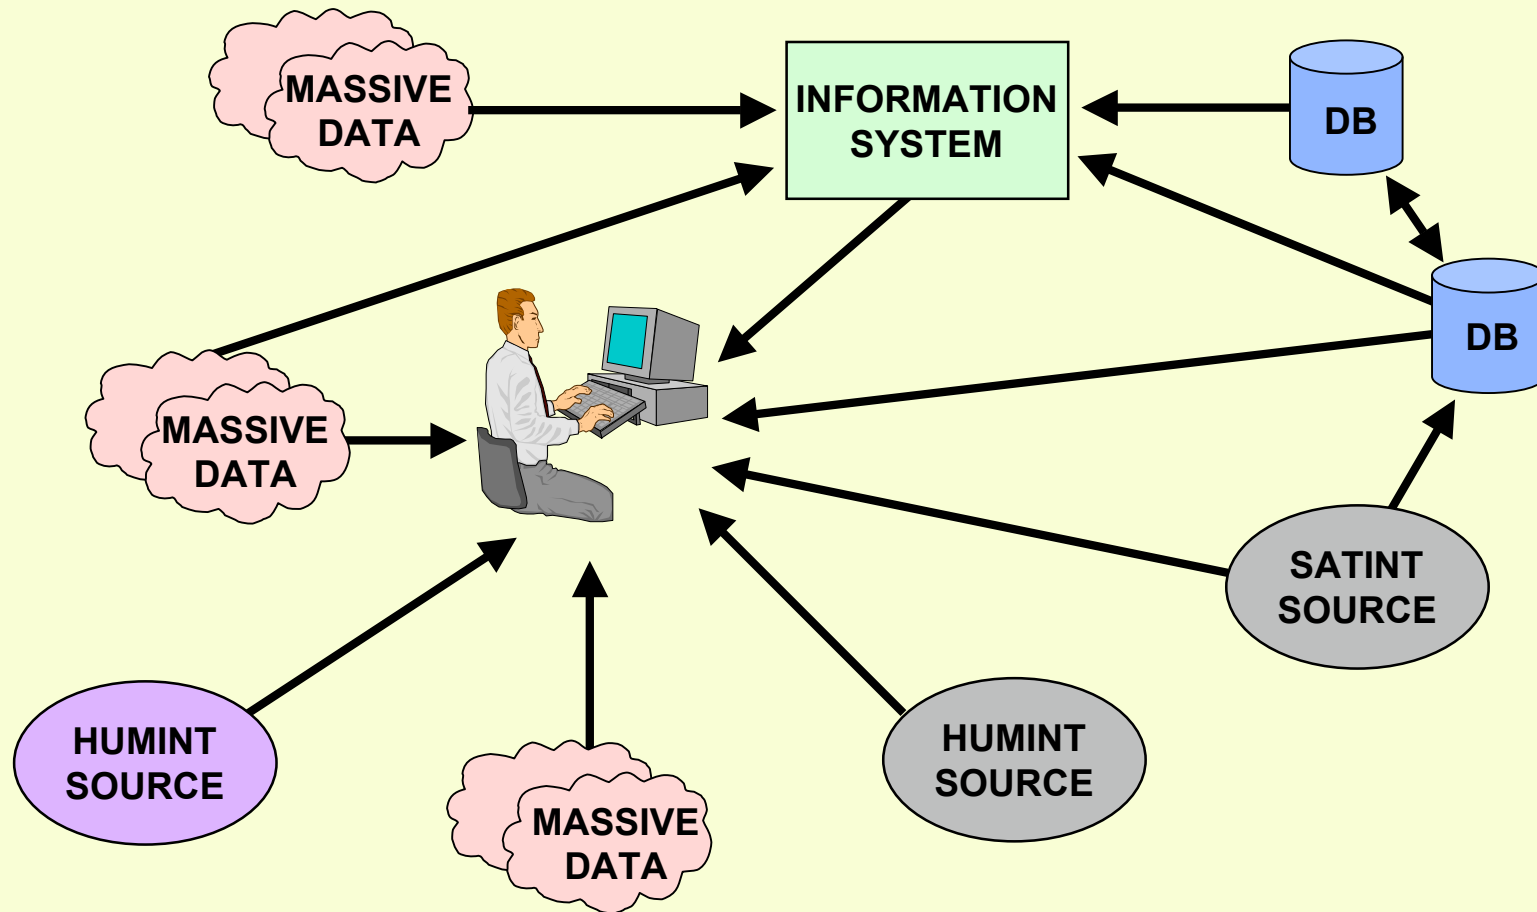 MASSIVE
DATA
INFORMATION
SYSTEM
DB
DB
MASSIVE
DATA
SATINT
SOURCE
HUMINT
SOURCE
MASSIVE
DATA
HUMINT
SOURCE